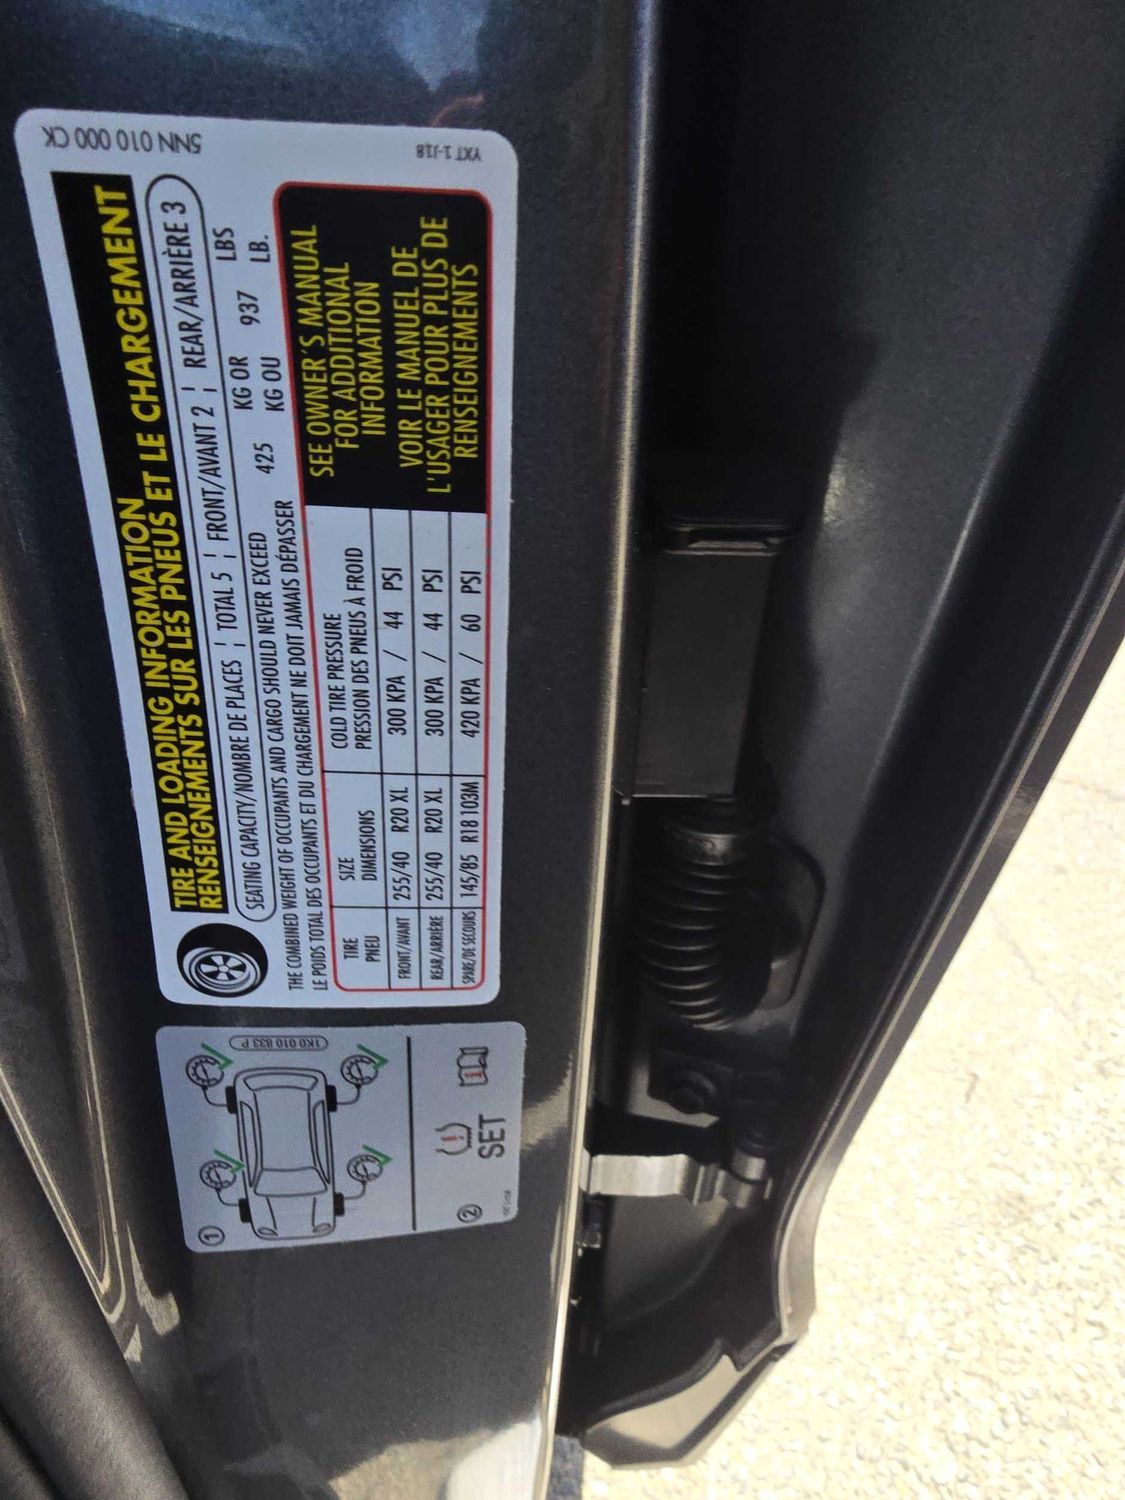 5NN 010 000 CK
YXT 1-J18
TIRE AND LOADING INFORMATION
RENSEIGNEMENTS SUR LES PNEUS ET LE CHARGEMENT
SEATING CAPACITY/NOMBRE DE PLACES ¦ TOTAL 5 ¦ FRONT/AVANT 2 ¦ REAR/ARRIÈRE 3
THE COMBINED WEIGHT OF OCCUPANTS AND CARGO SHOULD NEVER EXCEED 425 KG OR 937 LBS
LE POIDS TOTAL DES OCCUPANTS ET DU CHARGEMENT NE DOIT JAMAIS DÉPASSER KG OU LB.
TIRE SIZE COLD TIRE PRESSURE
PNEU DIMENSIONS PRESSION DES PNEUS À FROID
FRONT/AVANT 255/40 R20 XL 300 KPA / 44 PSI
REAR/ARRIÈRE 255/40 R20 XL 300 KPA / 44 PSI
SPARE/DE SECOURS 145/85 R18 103M 420 KPA / 60 PSI
SEE OWNER'S MANUAL
FOR ADDITIONAL
INFORMATION
VOIR LE MANUEL DE
L'USAGER POUR PLUS DE
RENSEIGNEMENTS
1K0 010 833 P
1
2
SET